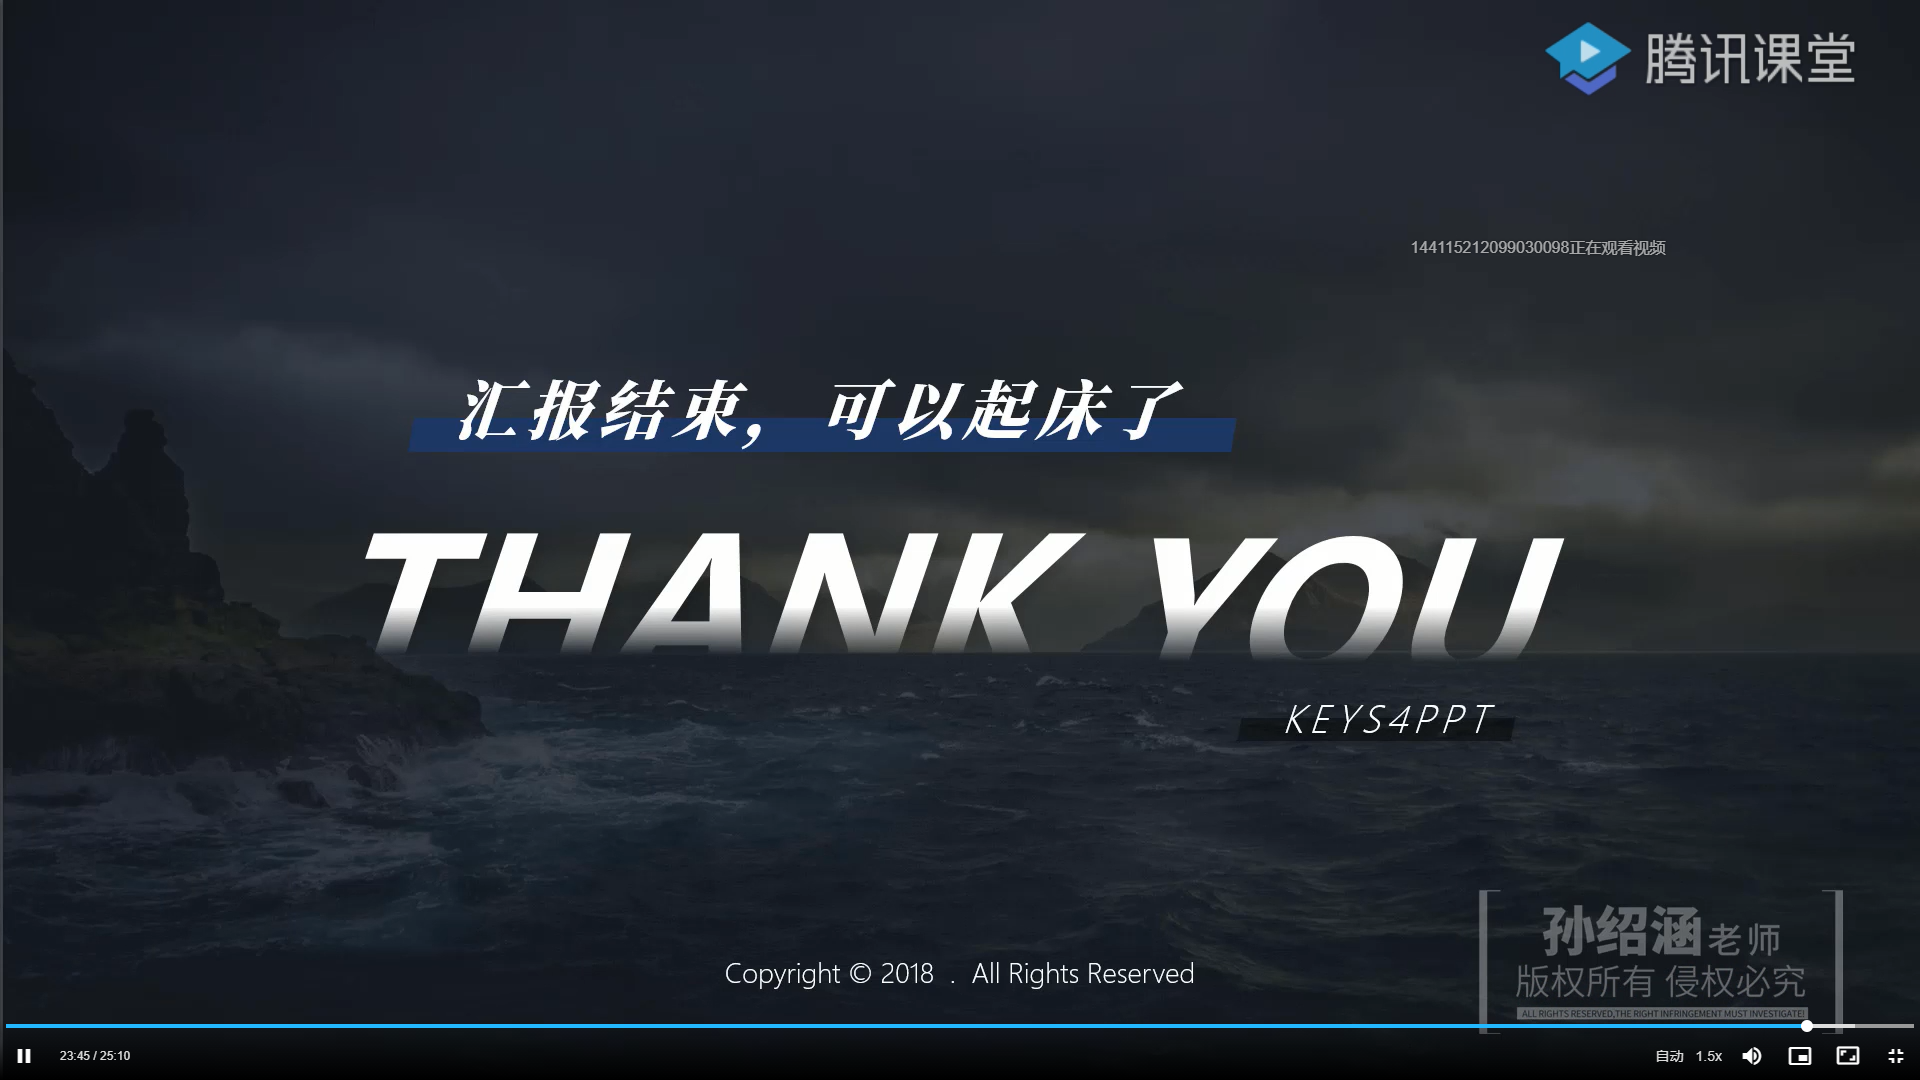 腾讯课堂
144115212099030098正在观看视频
汇报结束，可以起床了
THANK YOU
KEYS4PPT
孙绍涵老师
版权所有 侵权必究
ALL RIGHTS RESERVED,THE RIGHT INFRINGEMENT MUST INVESTIGATE!
Copyright © 2018 . All Rights Reserved
23:45 / 25:10
自动 1.5x